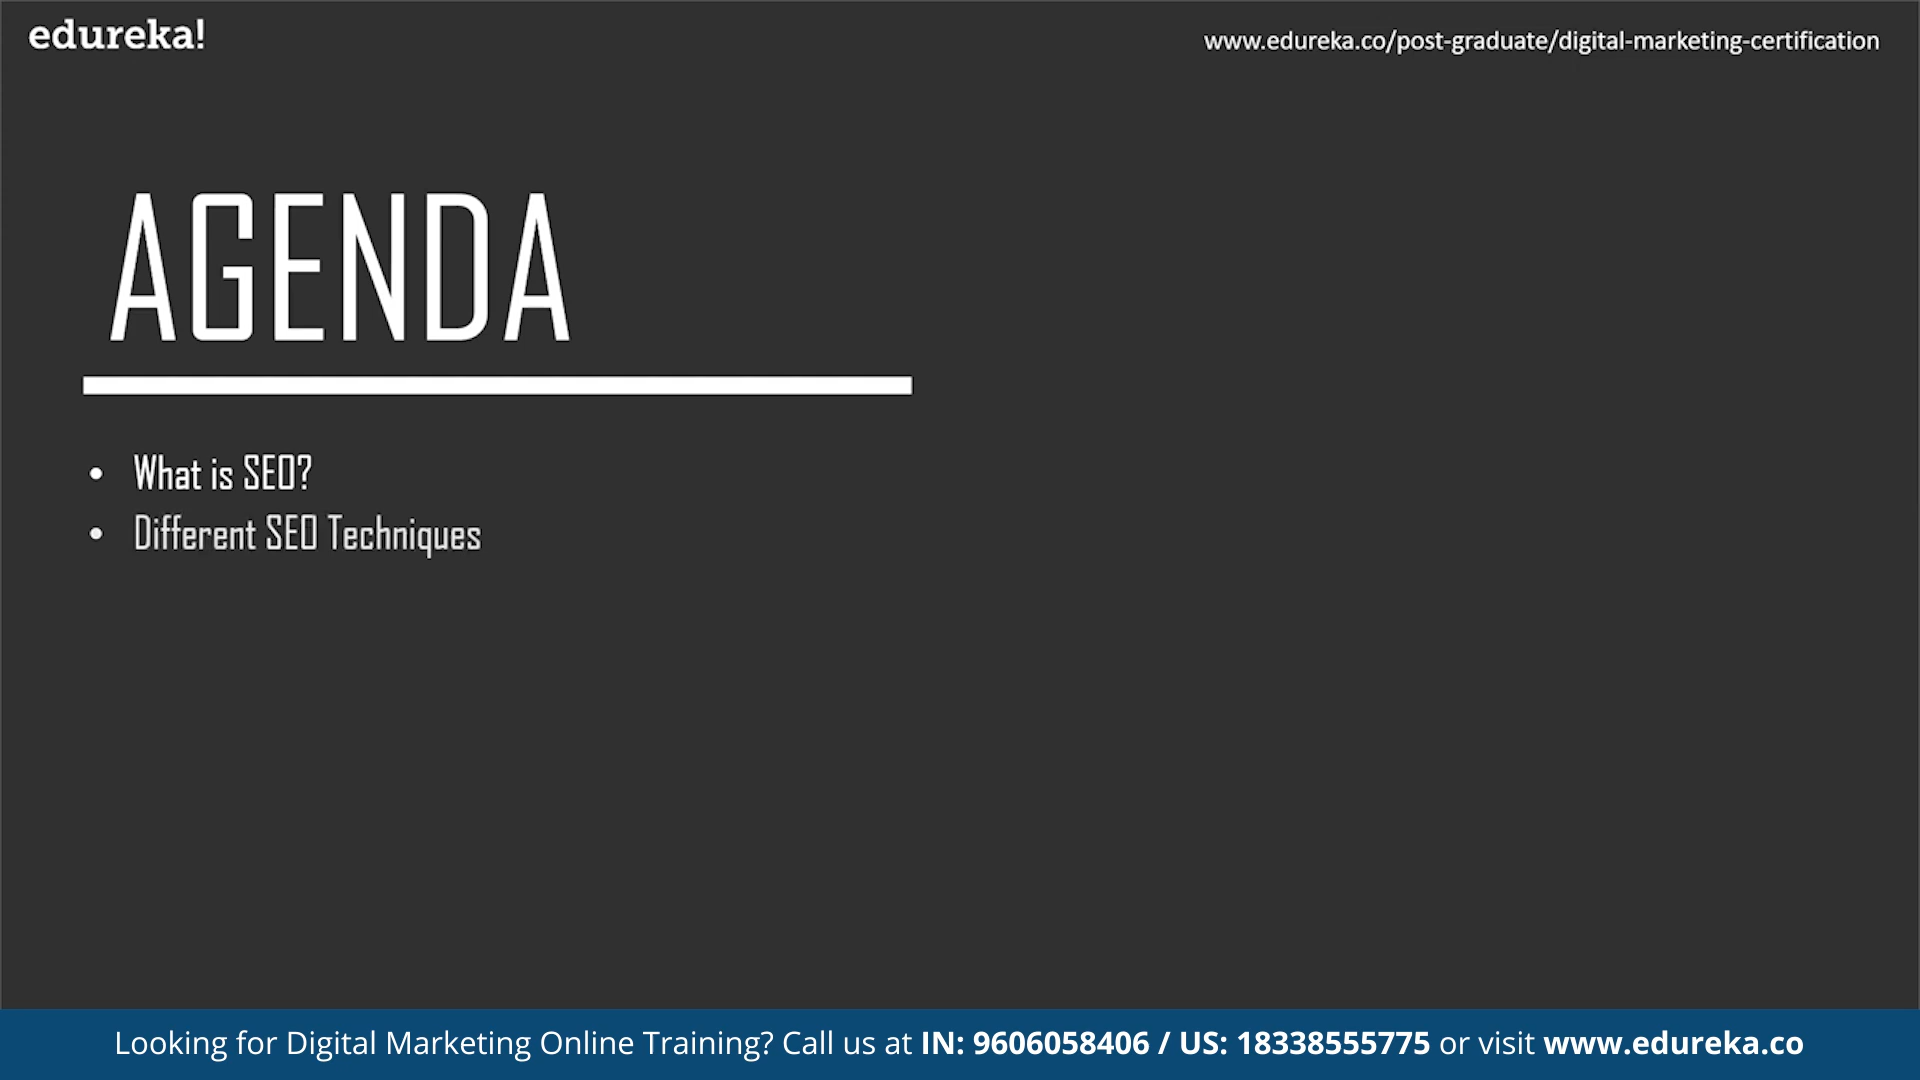 edureka!
www.edureka.co/post-graduate/digital-marketing-certification
AGENDA
• What is SEO?
• Different SEO Techniques
Looking for Digital Marketing Online Training? Call us at IN: 9606058406 / US: 18338555775 or visit www.edureka.co